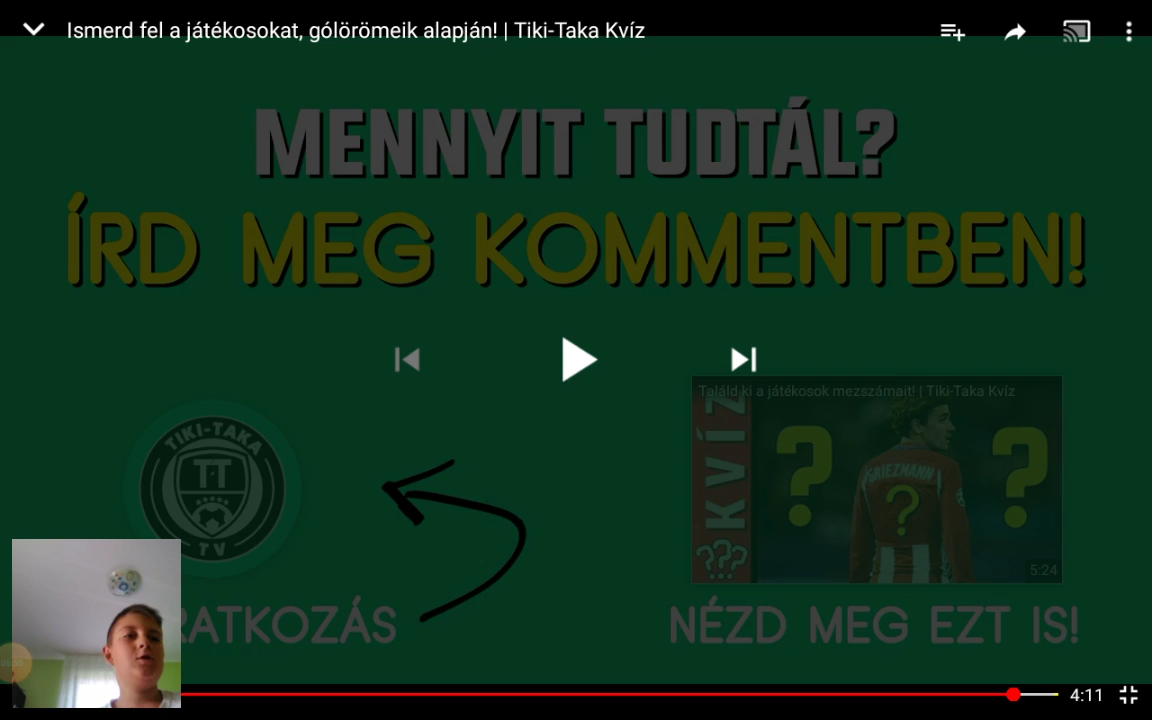 Ismerd fel a játékosokat, gólörömeik alapján! | Tiki-Taka Kvíz
MENNYIT TUDTÁL?
ÍRD MEG KOMMENTBEN!
Találd ki a játékosok mezszámait! | Tiki-Taka Kvíz
KVÍZ
???
? ? ?
GRIEZMANN
5:24
TIKI-TAKA
TT
TV
RATKOZÁS
NÉZD MEG EZT IS!
4:11